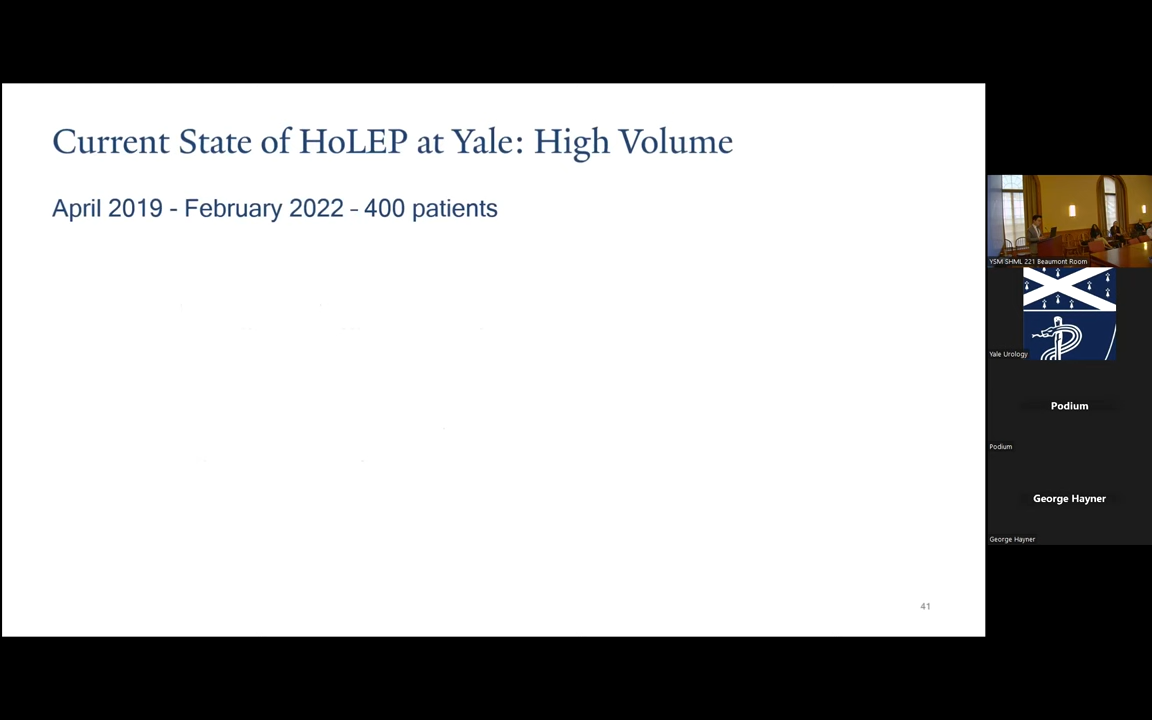 Current State of HoLEP at Yale: High Volume
April 2019 - February 2022 - 400 patients
41
YSM SHML 221 Beaumont Room
Yale Urology
Podium
Podium
George Hayner
George Hayner